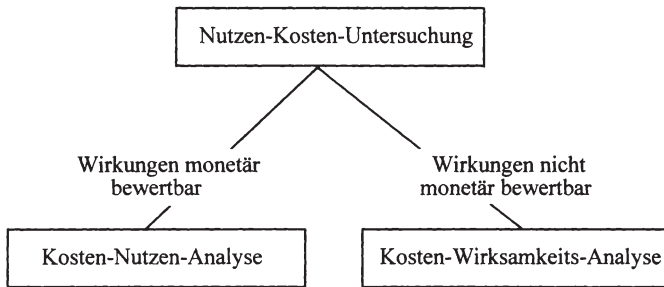 Nutzen-Kosten-Untersuchung
Wirkungen monetär
bewertbar
Wirkungen nicht
monetär bewertbar
Kosten-Nutzen-Analyse
Kosten-Wirksamkeits-Analyse